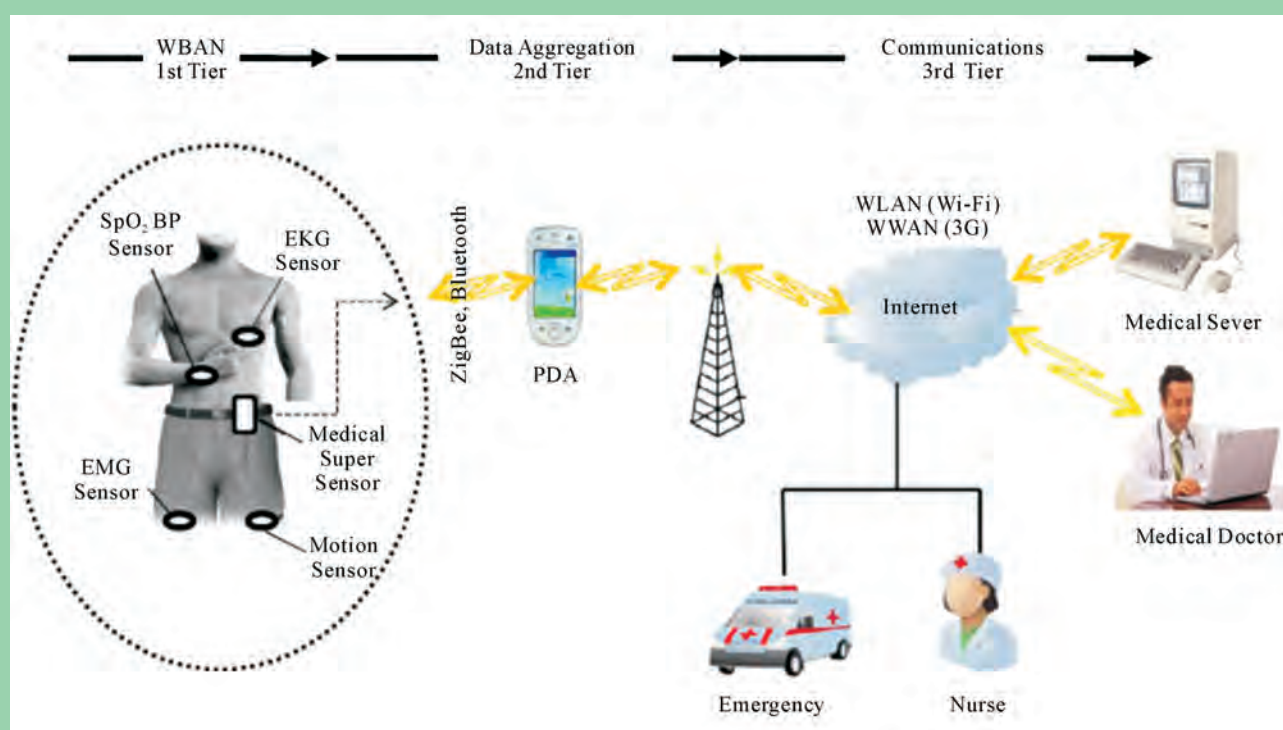 WBAN
1st Tier
Data Aggregation
2nd Tier
Communications
3rd Tier
SpO₂ BP
Sensor
EKG
Sensor
Medical
Super
Sensor
EMG
Sensor
Motion
Sensor
ZigBee, Bluetooth
PDA
WLAN (Wi-Fi)
WWAN (3G)
Internet
Medical Sever
Medical Doctor
Emergency
Nurse